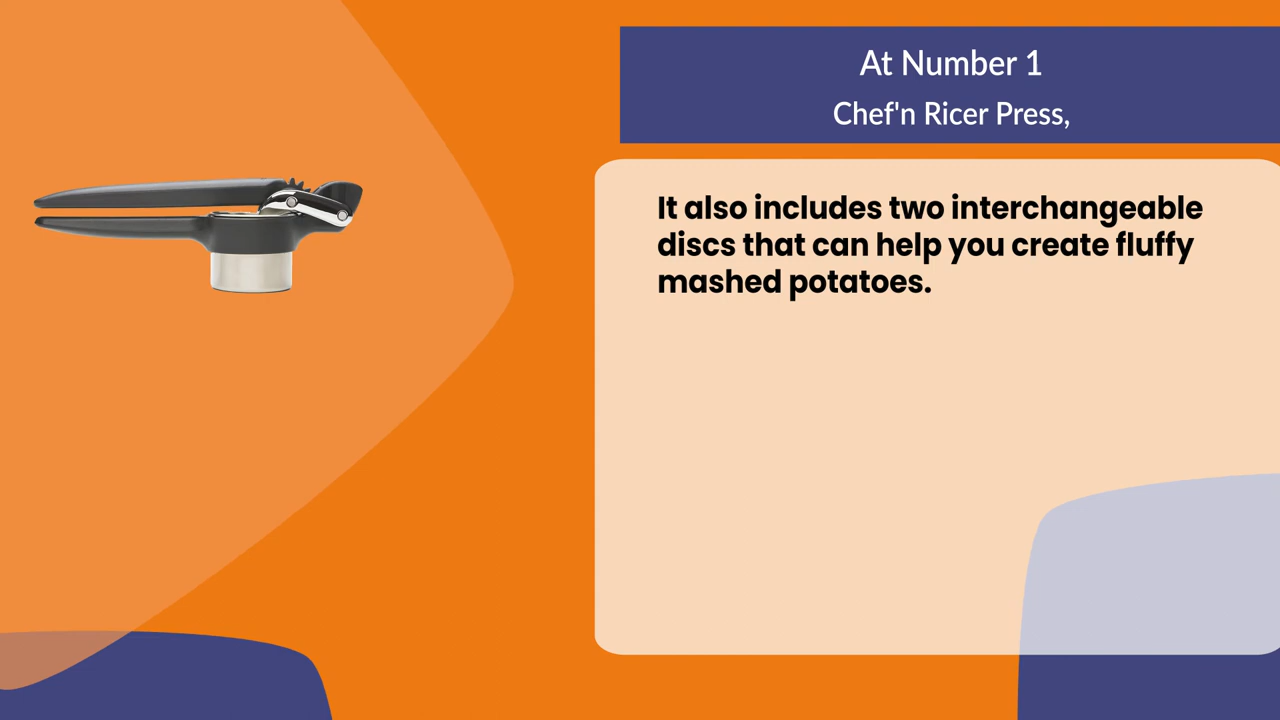 At Number 1
Chef'n Ricer Press,
It also includes two interchangeable
discs that can help you create fluffy
mashed potatoes.